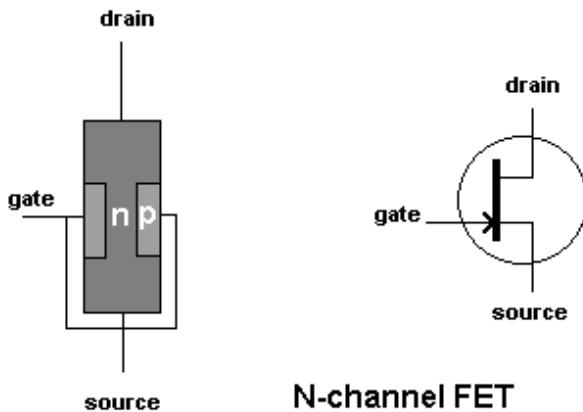 drain
gate
n p
source
drain
gate
source
N-channel FET